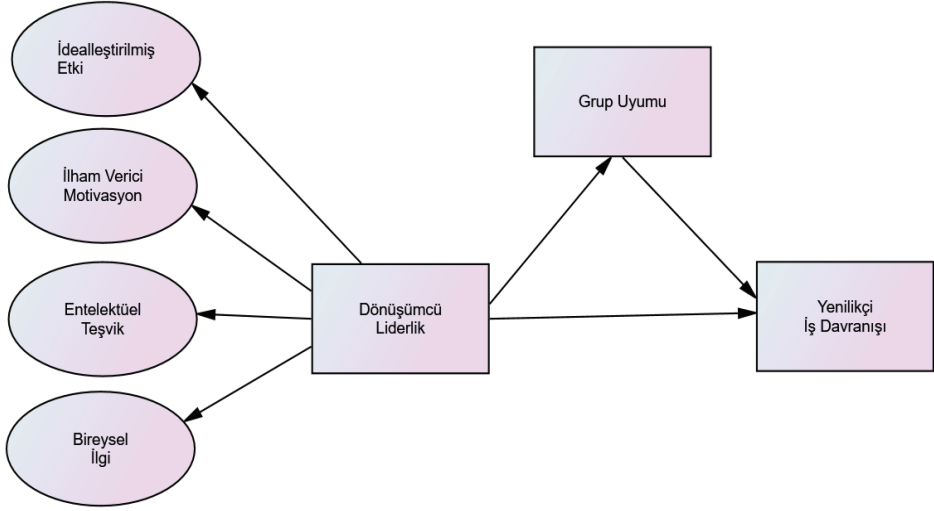 İdealleştirilmiş
Etki
İlham Verici
Motivasyon
Entelektüel
Teşvik
Bireysel
İlgi
Dönüşümcü
Liderlik
Grup Uyumu
Yenilikçi
İş Davranışı